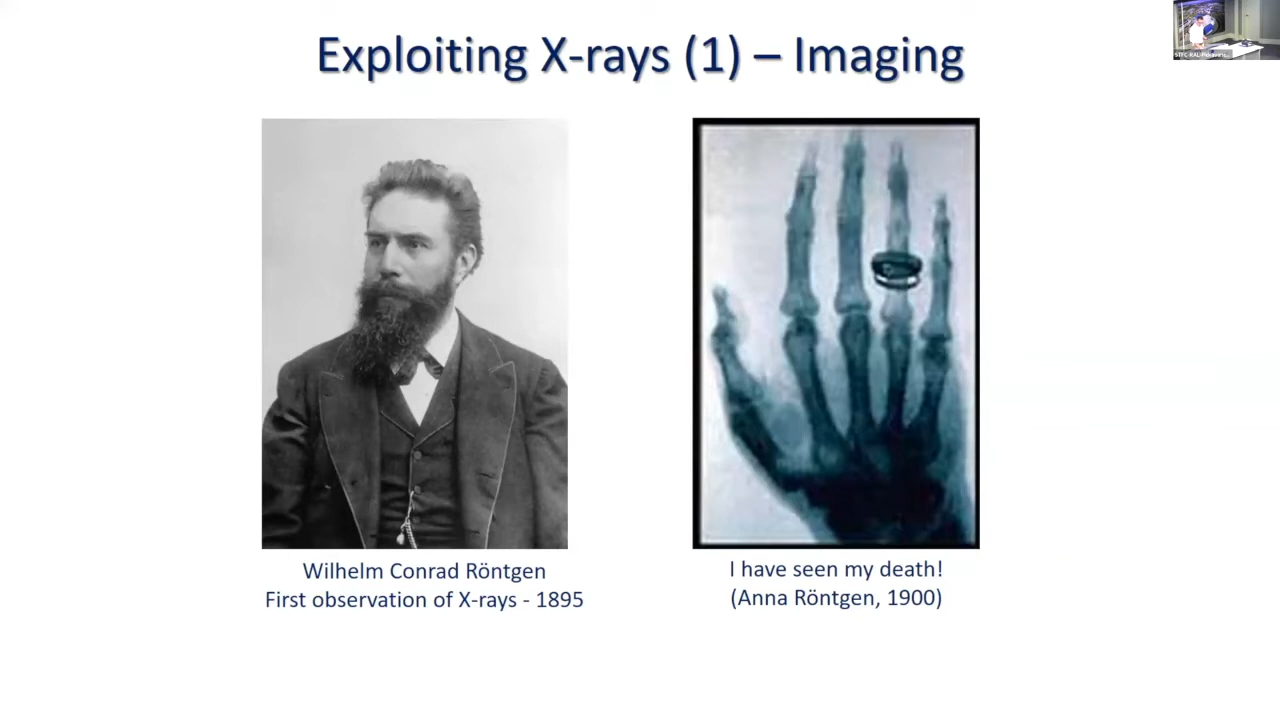 Exploiting X-rays (1) – Imaging
Wilhelm Conrad Röntgen
First observation of X-rays - 1895
I have seen my death!
(Anna Röntgen, 1900)